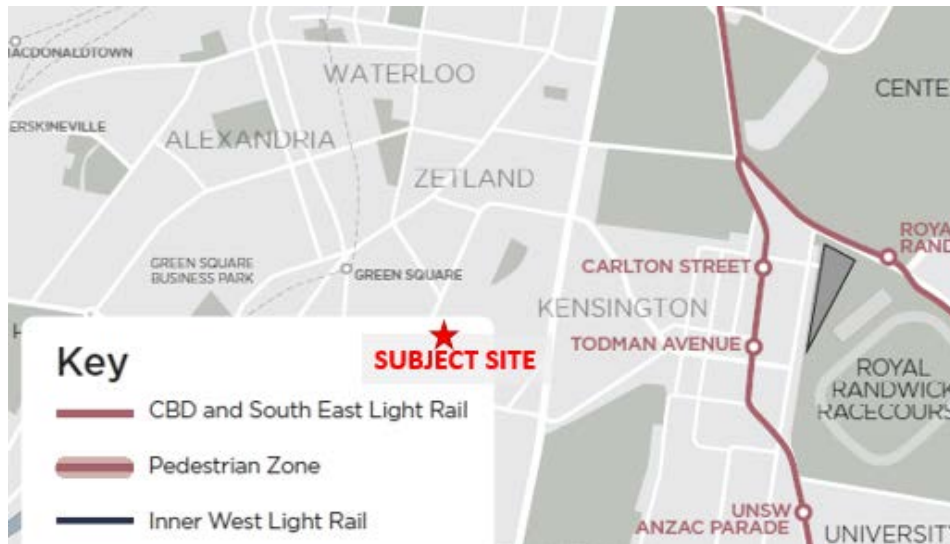 ACDONALDTOWN
WATERLOO
CENTE
ERSKINEVILLE
ALEXANDRIA
ZETLAND
ROYA
RAND
GREEN SQUARE
BUSINESS PARK
GREEN SQUARE
CARLTON STREET
KENSINGTON
H
SUBJECT SITE
TODMAN AVENUE
ROYAL
RANDWICK
RACECOURS
Key
CBD and South East Light Rail
Pedestrian Zone
Inner West Light Rail
UNSW
ANZAC PARADE
UNIVERSITY